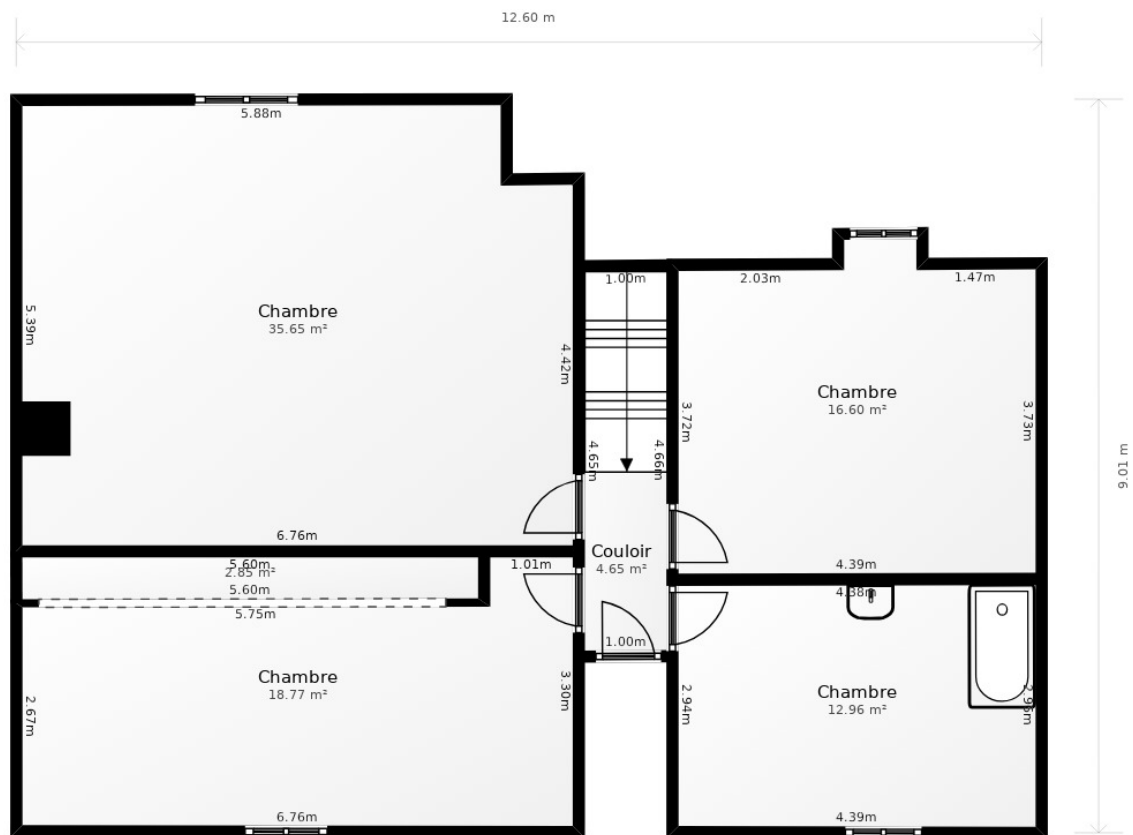 12.60 m
5.88m
1.00m
2.03m
1.47m
Chambre
35.65 m²
5.39m
4.42m
Chambre
16.60 m²
3.72m
3.73m
4.65m
4.66m
9.01 m
6.76m
Couloir
4.65 m²
5.60m
2.85 m²
5.60m
5.75m
1.01m
4.39m
4.38m
1.00m
Chambre
18.77 m²
2.67m
3.30m
Chambre
12.96 m²
2.94m
6.76m
4.39m